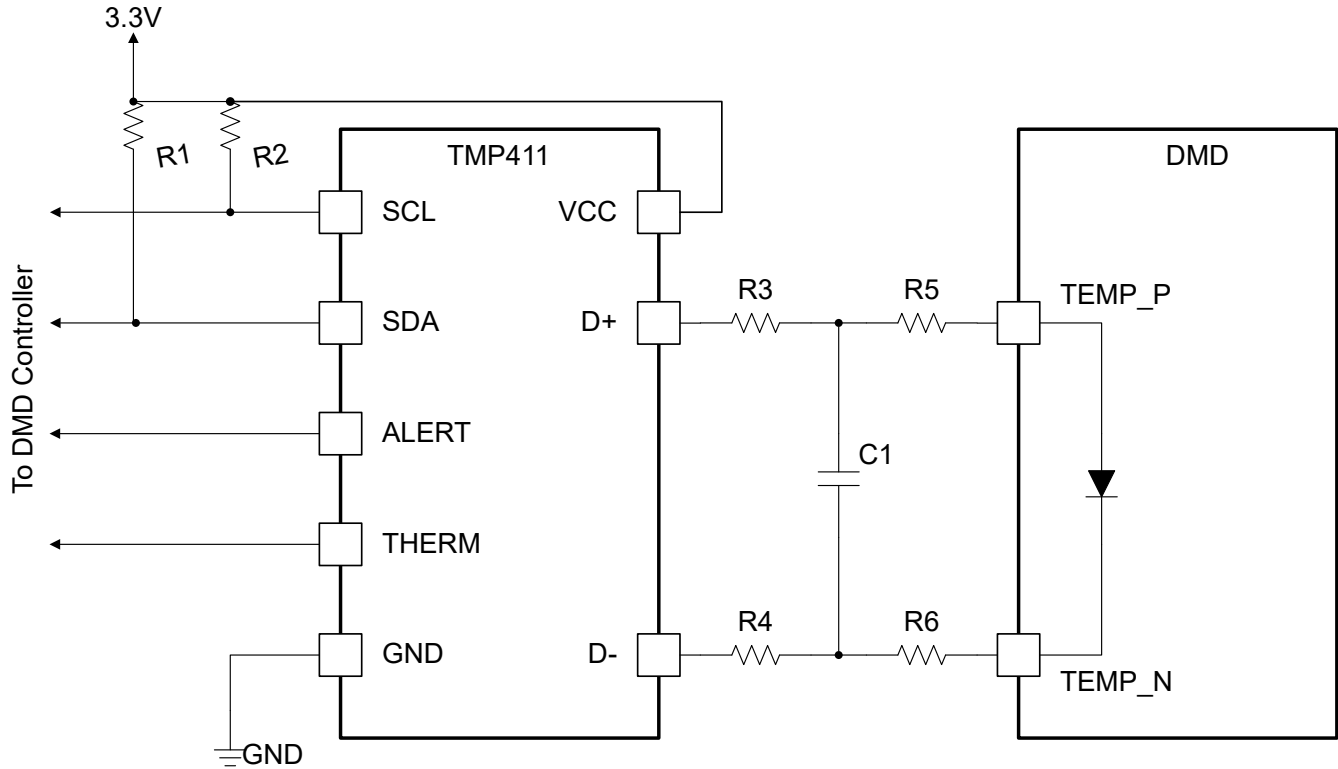 3.3V
R1
R2
TMP411
DMD
SCL
VCC
R3
R5
TEMP_P
SDA
D+
To DMD Controller
ALERT
C1
THERM
R4
R6
GND
D-
TEMP_N
GND